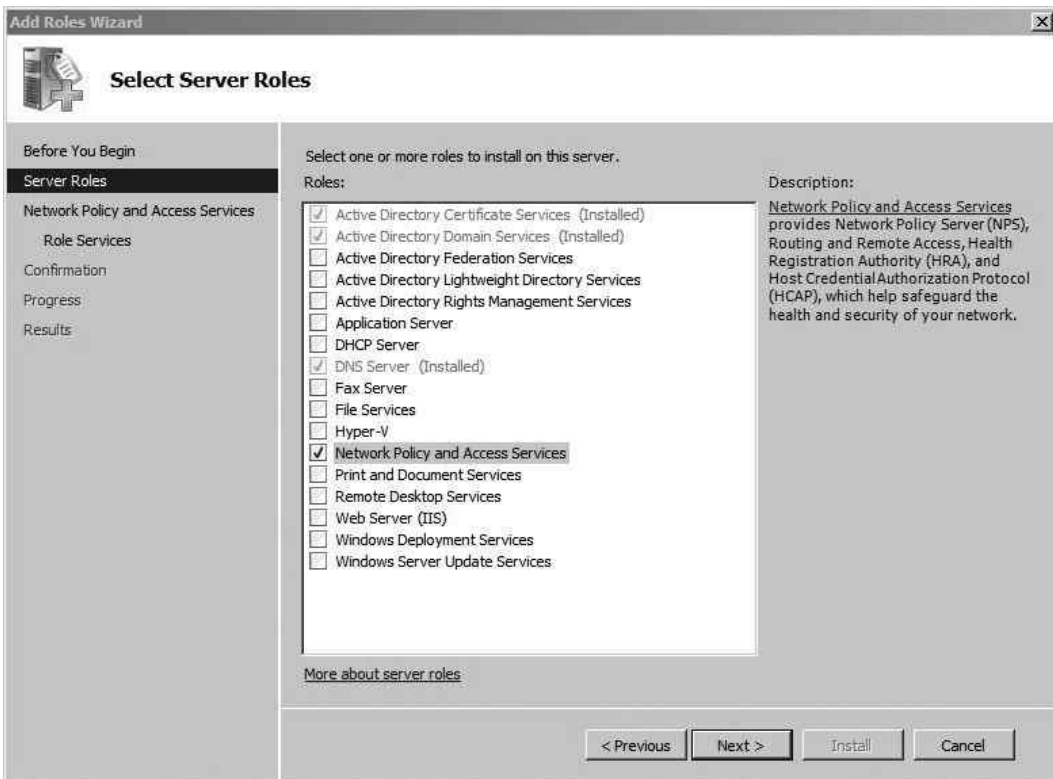 Add Roles Wizard
Select Server Roles
Before You Begin
Server Roles
Network Policy and Access Services
Role Services
Confirmation
Progress
Results
Select one or more roles to install on this server.
Roles:
Active Directory Certificate Services (Installed)
Active Directory Domain Services (Installed)
Active Directory Federation Services
Active Directory Lightweight Directory Services
Active Directory Rights Management Services
Application Server
DHCP Server
DNS Server (Installed)
Fax Server
File Services
Hyper-V
Network Policy and Access Services
Print and Document Services
Remote Desktop Services
Web Server (IIS)
Windows Deployment Services
Windows Server Update Services
More about server roles
Description:
Network Policy and Access Services
provides Network Policy Server (NPS),
Routing and Remote Access, Health
Registration Authority (HRA), and
Host Credential Authorization Protocol
(HCAP), which help safeguard the
health and security of your network.
< Previous
Next >
Install
Cancel